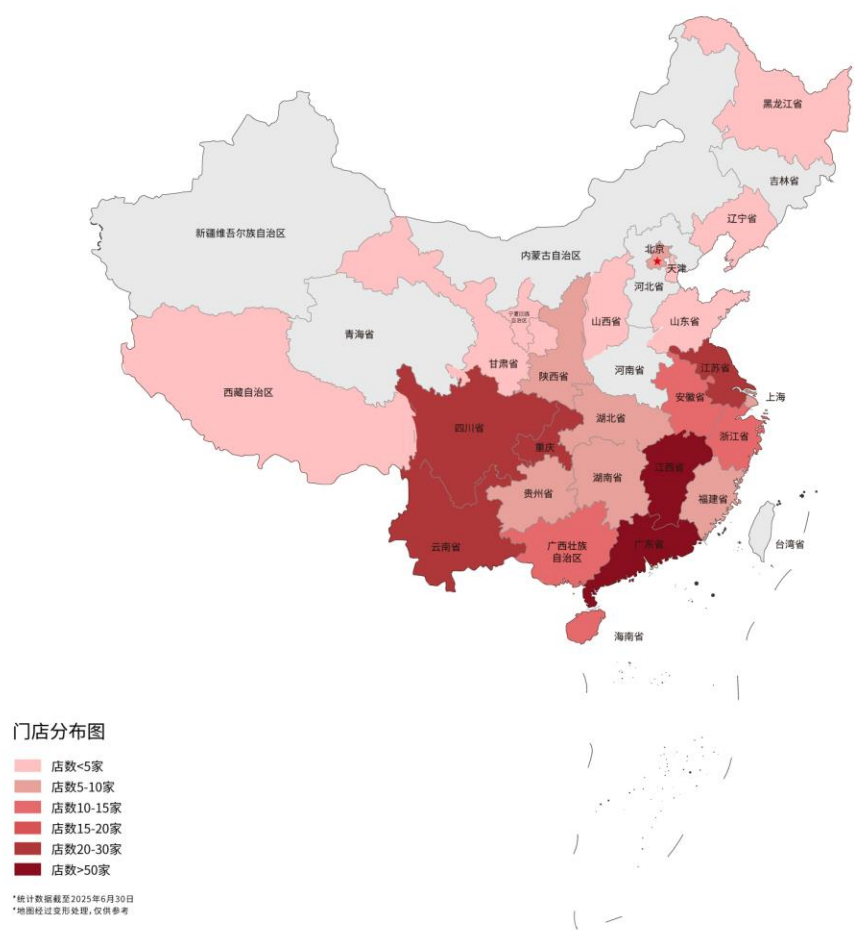 黑龙江省
吉林省
辽宁省
新疆维吾尔族自治区
内蒙古自治区
北京
天津
河北省
山西省
山东省
宁夏回族
自治区
青海省
甘肃省
陕西省
河南省
江苏省
西藏自治区
安徽省
上海
四川省
湖北省
浙江省
重庆
江西省
湖南省
贵州省
福建省
云南省
广西壮族
自治区
广东省
台湾省
海南省
门店分布图
店数<5家
店数5-10家
店数10-15家
店数15-20家
店数20-30家
店数>50家
*统计数据截至2025年6月30日
*地图经过变形处理,仅供参考